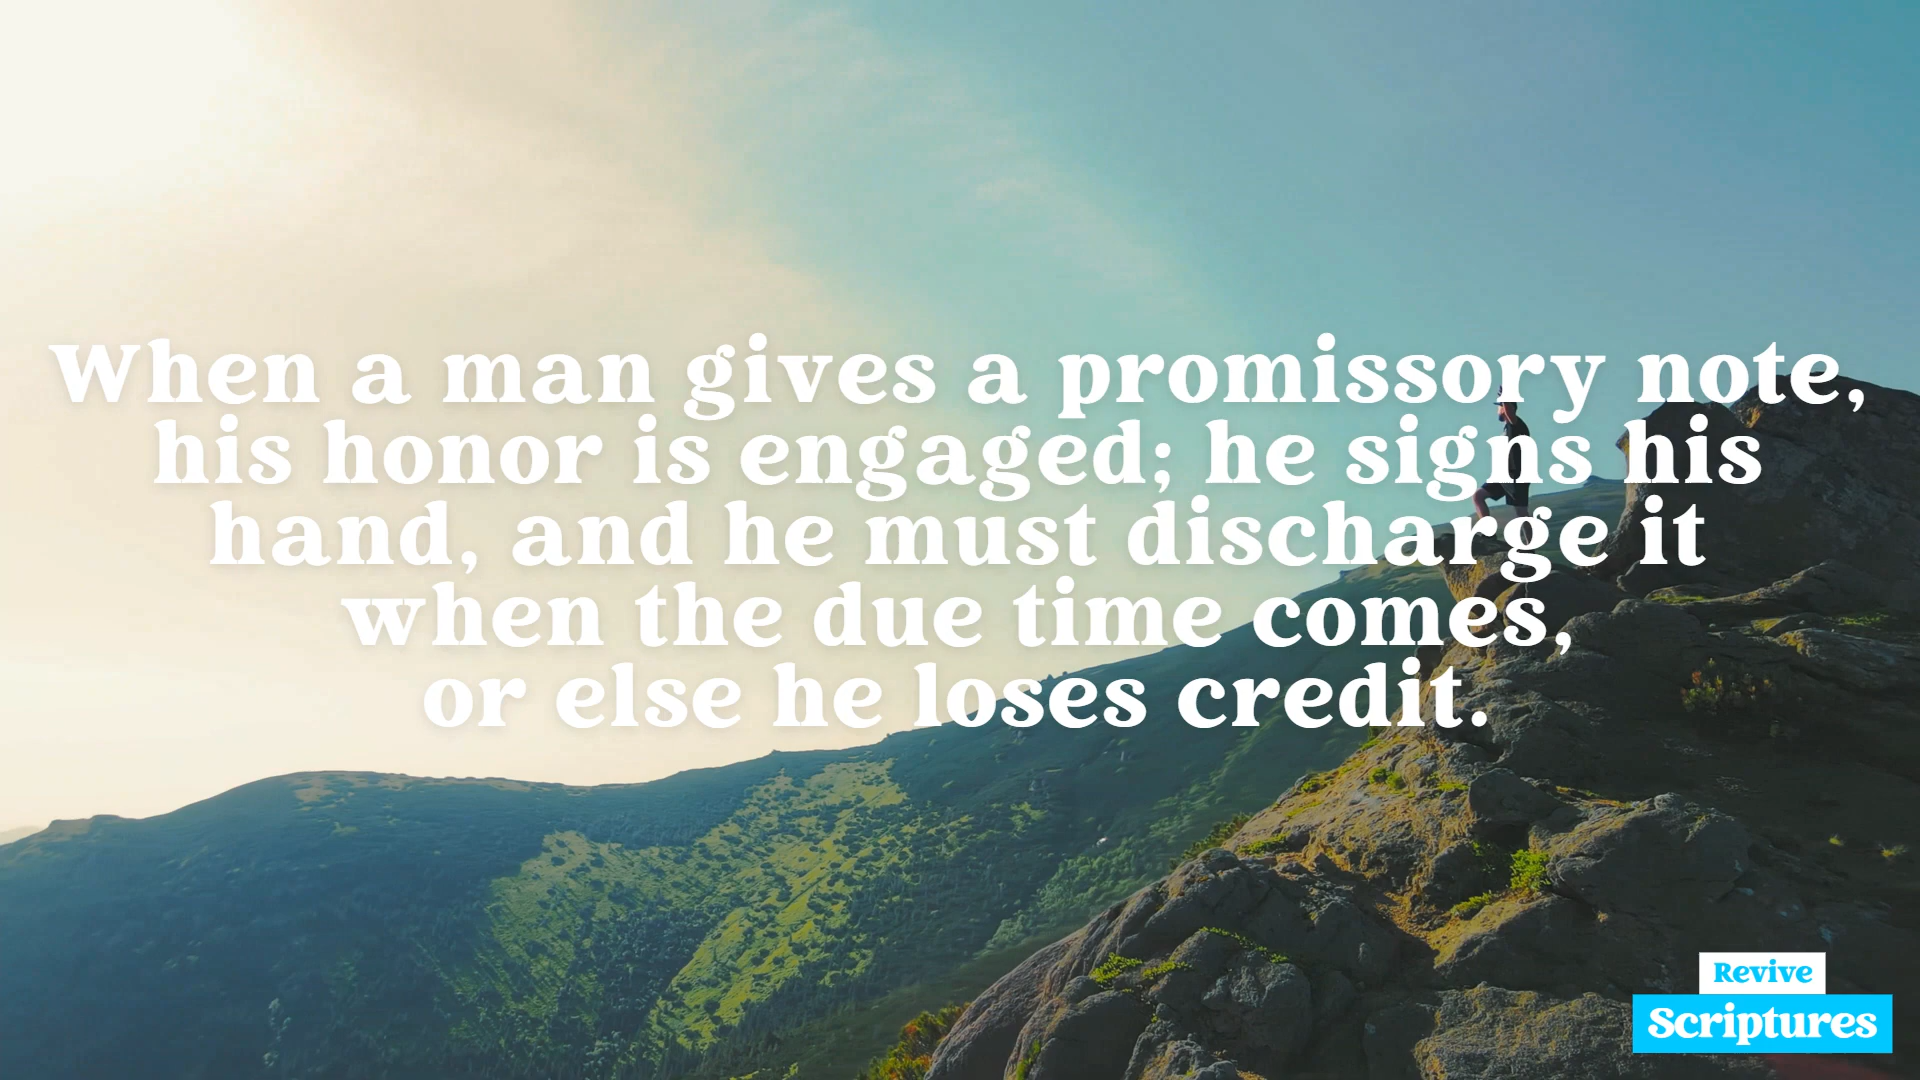 When a man gives a promissory note,
his honor is engaged; he signs his
hand, and he must discharge it
when the due time comes,
or else he loses credit.
Revive
Scriptures